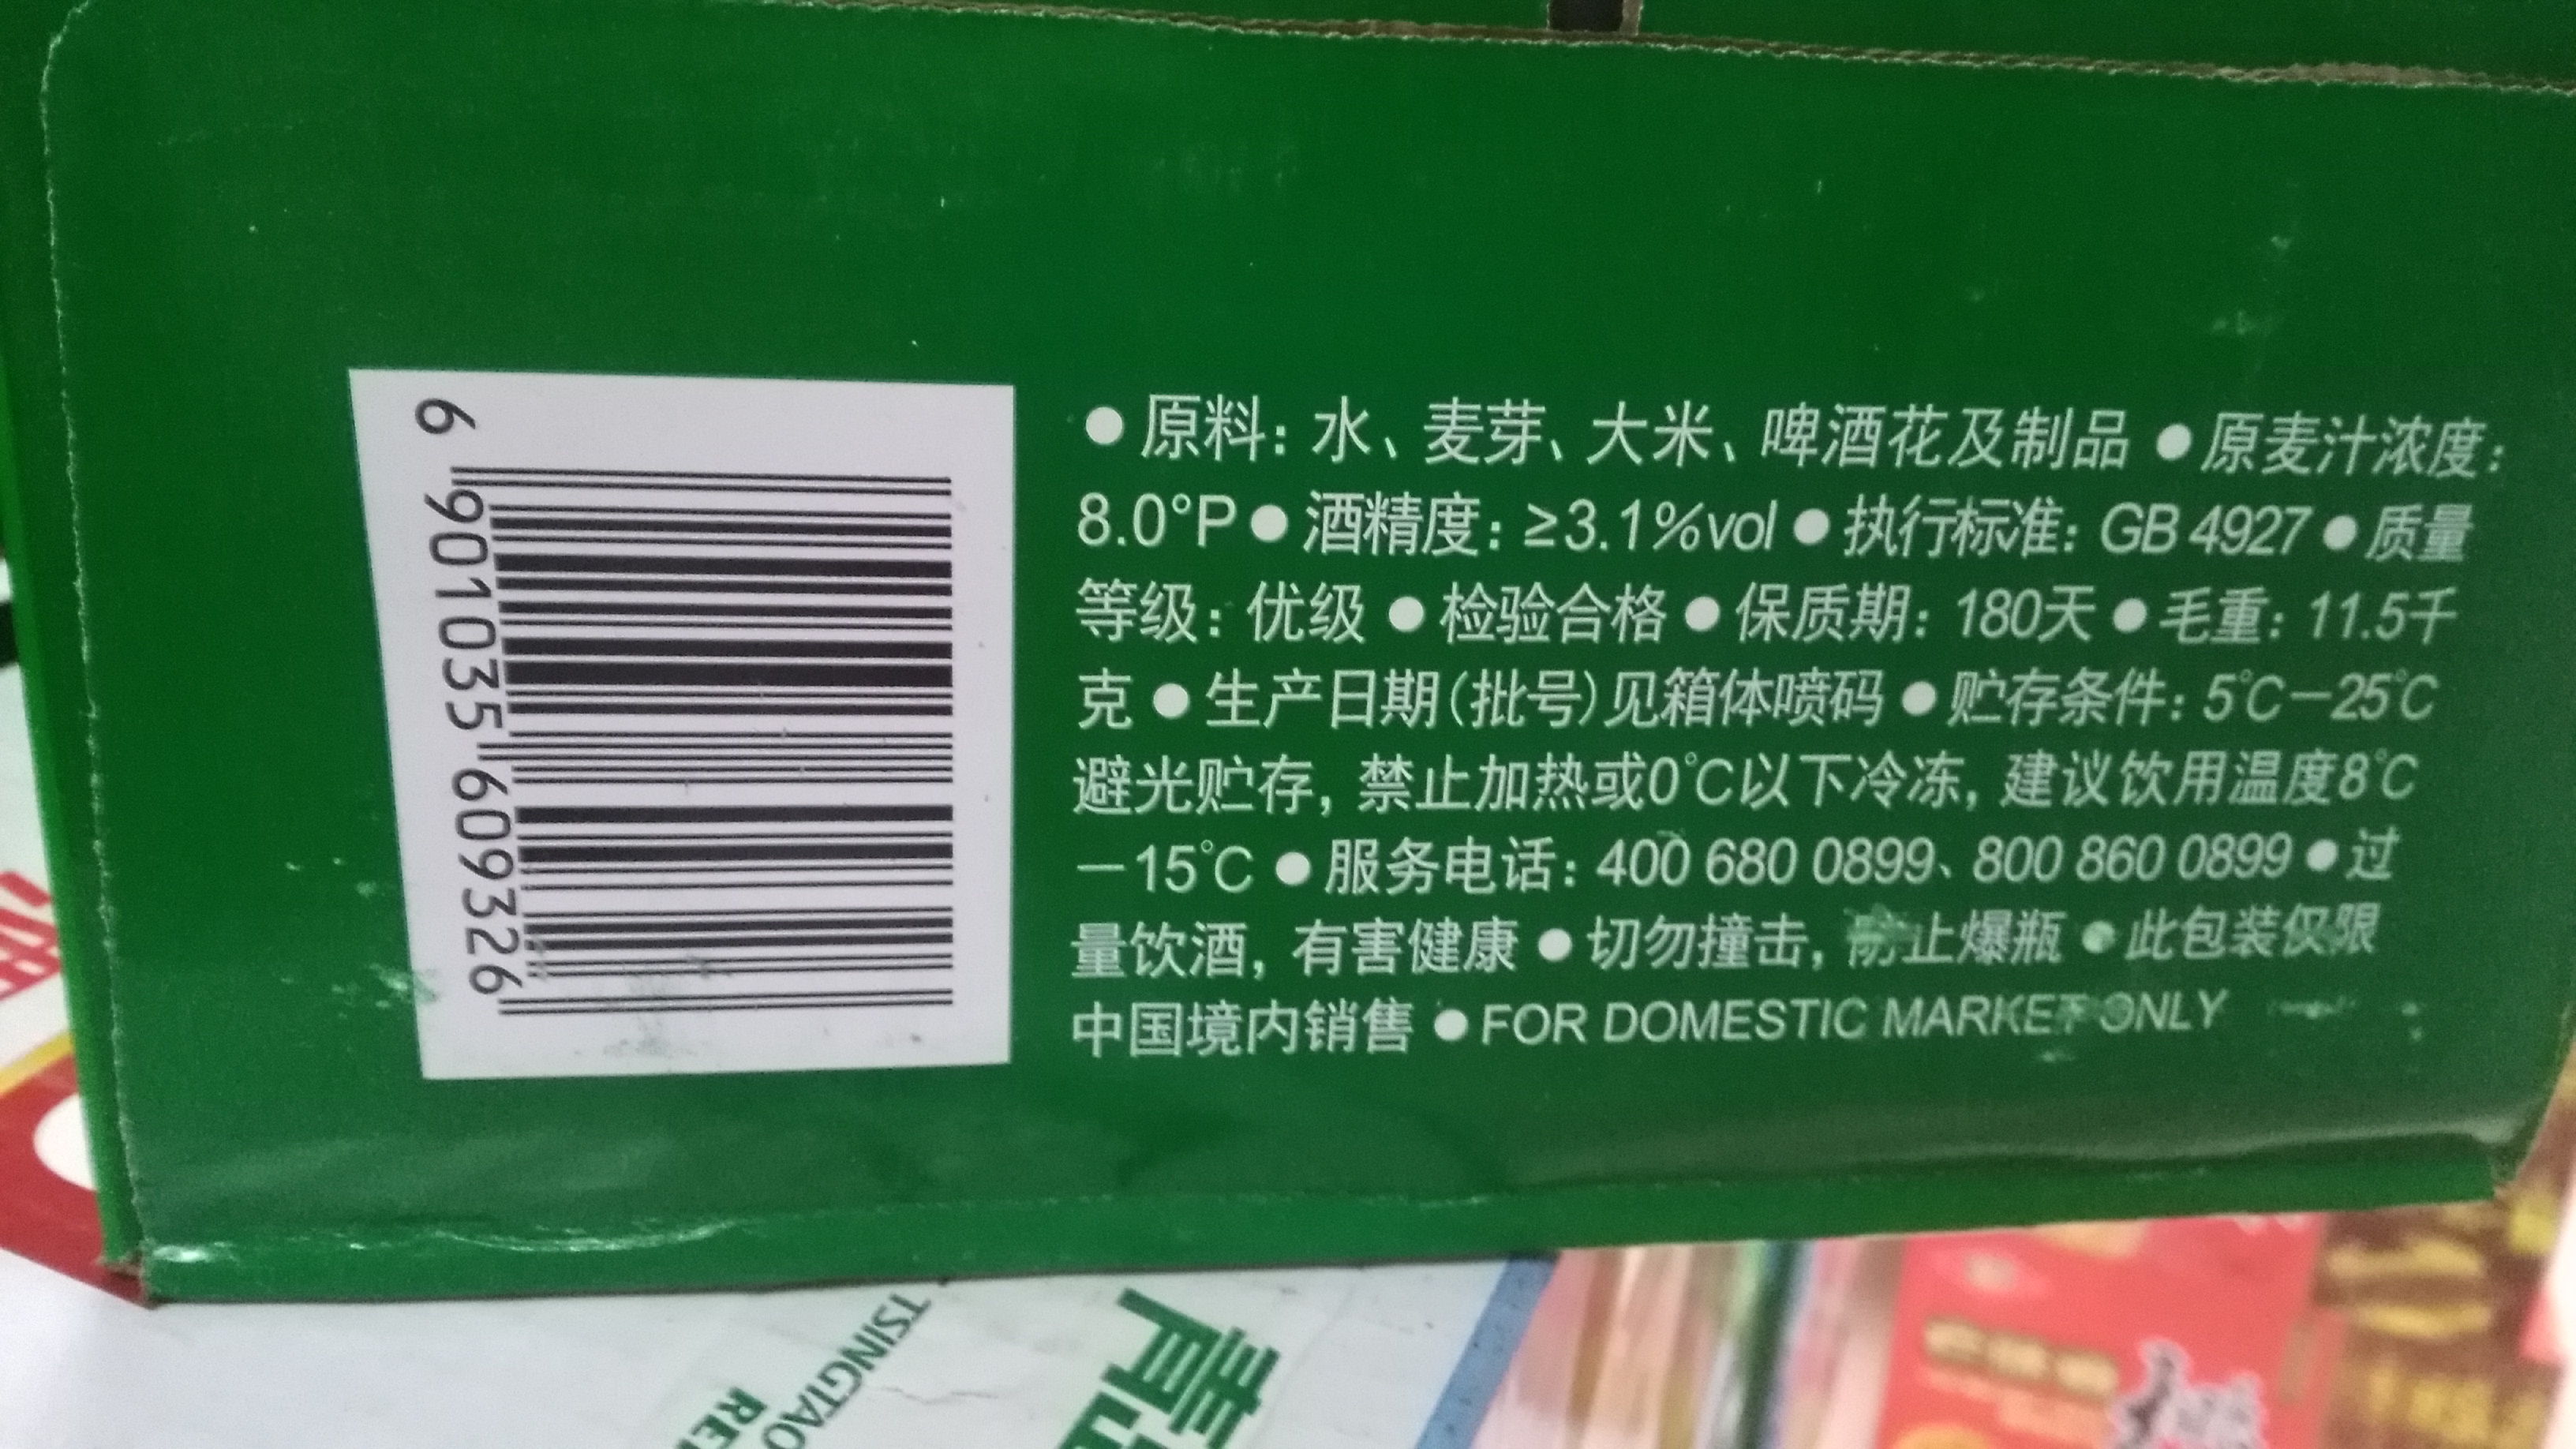 ●原料：水、麦芽、大米、啤酒花及制品●原麦汁浓度：
8.0°P●酒精度：≥3.1%vol●执行标准：GB 4927●质量
等级：优级●检验合格●保质期：180天●毛重：11.5千
克●生产日期(批号)见箱体喷码●贮存条件：5℃－25℃
避光贮存，禁止加热或0℃以下冷冻，建议饮用温度8℃
－15℃●服务电话：400 680 0899、800 860 0899●过
量饮酒，有害健康●切勿撞击，防止爆瓶●此包装仅限
中国境内销售●FOR DOMESTIC MARKET ONLY
6 901035 609326
TSINGTAO
青